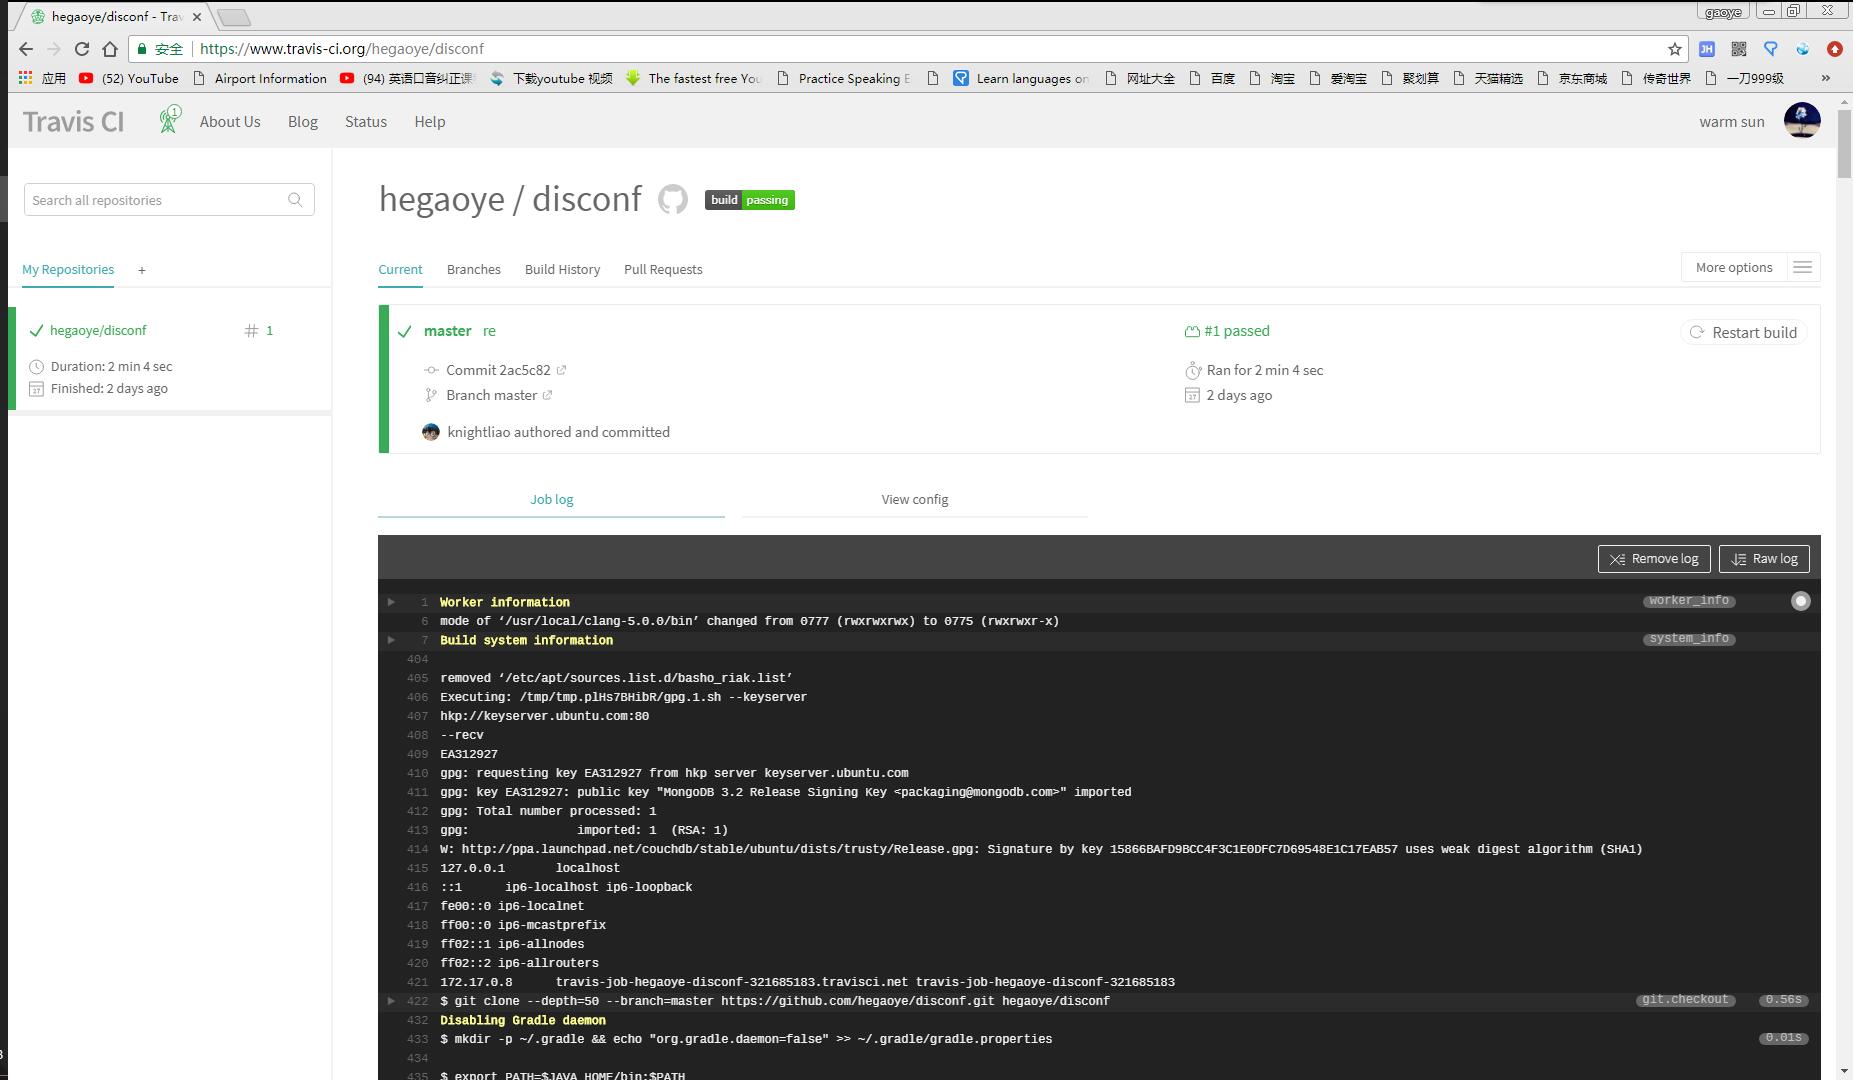 hegaoye/disconf - Trav
gaoye
安全 https://www.travis-ci.org/hegaoye/disconf
应用 (52) YouTube Airport Information (94) 英语口音纠正课 下载youtube 视频 The fastest free You Practice Speaking E Learn languages on 网址大全 百度 淘宝 爱淘宝 聚划算 天猫精选 京东商城 传奇世界 一刀999级 »
Travis CI 1 About Us Blog Status Help warm sun
Search all repositories
hegaoye / disconf build passing
My Repositories +
Current Branches Build History Pull Requests More options
hegaoye/disconf # 1
Duration: 2 min 4 sec
Finished: 2 days ago
master re #1 passed Restart build
Commit 2ac5c82 Ran for 2 min 4 sec
Branch master 2 days ago
knightliao authored and committed
Job log View config
Remove log Raw log
1 Worker information worker_info
6 mode of ‘/usr/local/clang-5.0.0/bin’ changed from 0777 (rwxrwxrwx) to 0775 (rwxrwxr-x)
7 Build system information system_info
404
405 removed ‘/etc/apt/sources.list.d/basho_riak.list’
406 Executing: /tmp/tmp.plHs7BHibR/gpg.1.sh --keyserver
407 hkp://keyserver.ubuntu.com:80
408 --recv
409 EA312927
410 gpg: requesting key EA312927 from hkp server keyserver.ubuntu.com
411 gpg: key EA312927: public key "MongoDB 3.2 Release Signing Key <packaging@mongodb.com>" imported
412 gpg: Total number processed: 1
413 gpg: imported: 1 (RSA: 1)
414 W: http://ppa.launchpad.net/couchdb/stable/ubuntu/dists/trusty/Release.gpg: Signature by key 15866BAFD9BCC4F3C1E0DFC7D69548E1C17EAB57 uses weak digest algorithm (SHA1)
415 127.0.0.1 localhost
416 ::1 ip6-localhost ip6-loopback
417 fe00::0 ip6-localnet
418 ff00::0 ip6-mcastprefix
419 ff02::1 ip6-allnodes
420 ff02::2 ip6-allrouters
421 172.17.0.8 travis-job-hegaoye-disconf-321685183.travisci.net travis-job-hegaoye-disconf-321685183
422 $ git clone --depth=50 --branch=master https://github.com/hegaoye/disconf.git hegaoye/disconf git.checkout 0.56s
432 Disabling Gradle daemon
433 $ mkdir -p ~/.gradle && echo "org.gradle.daemon=false" >> ~/.gradle/gradle.properties 0.01s
434
435 $ export PATH=$JAVA_HOME/bin:$PATH